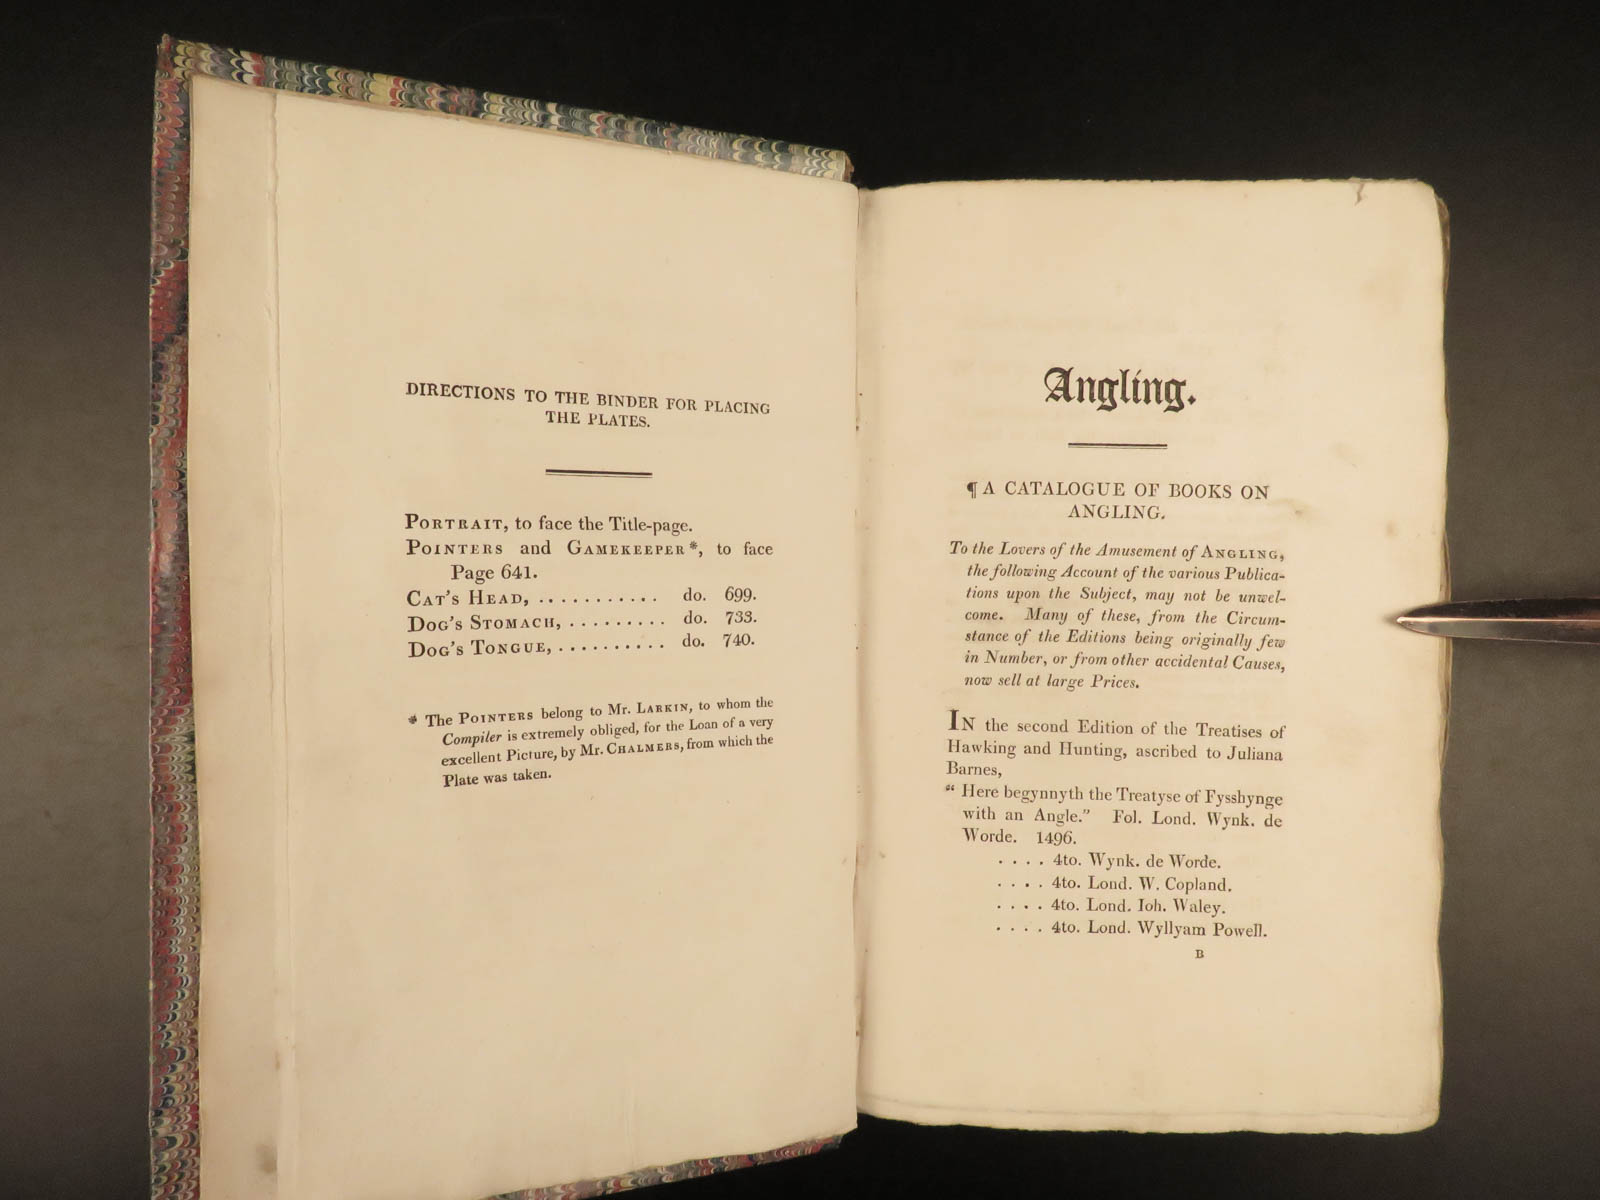 DIRECTIONS TO THE BINDER FOR PLACING
THE PLATES.
PORTRAIT, to face the Title-page.
POINTERS and GAMEKEEPER*, to face
Page 641.
CAT'S HEAD, . . . . . . . . . . . do. 699.
DOG'S STOMACH, . . . . . . . . . do. 733.
DOG'S TONGUE, . . . . . . . . . . do. 740.
* The POINTERS belong to Mr. LARKIN, to whom the
Compiler is extremely obliged, for the Loan of a very
excellent Picture, by Mr. CHALMERS, from which the
Plate was taken.
Angling.
¶ A CATALOGUE OF BOOKS ON
ANGLING.
To the Lovers of the Amusement of ANGLING,
the following Account of the various Publica-
tions upon the Subject, may not be unwel-
come. Many of these, from the Circum-
stance of the Editions being originally few
in Number, or from other accidental Causes,
now sell at large Prices.
IN the second Edition of the Treatises of
Hawking and Hunting, ascribed to Juliana
Barnes,
“ Here begynnyth the Treatyse of Fysshynge
with an Angle.” Fol. Lond. Wynk. de
Worde. 1496.
. . . . 4to. Wynk. de Worde.
. . . . 4to. Lond. W. Copland.
. . . . 4to. Lond. Ioh. Waley.
. . . . 4to. Lond. Wyllyam Powell.
B